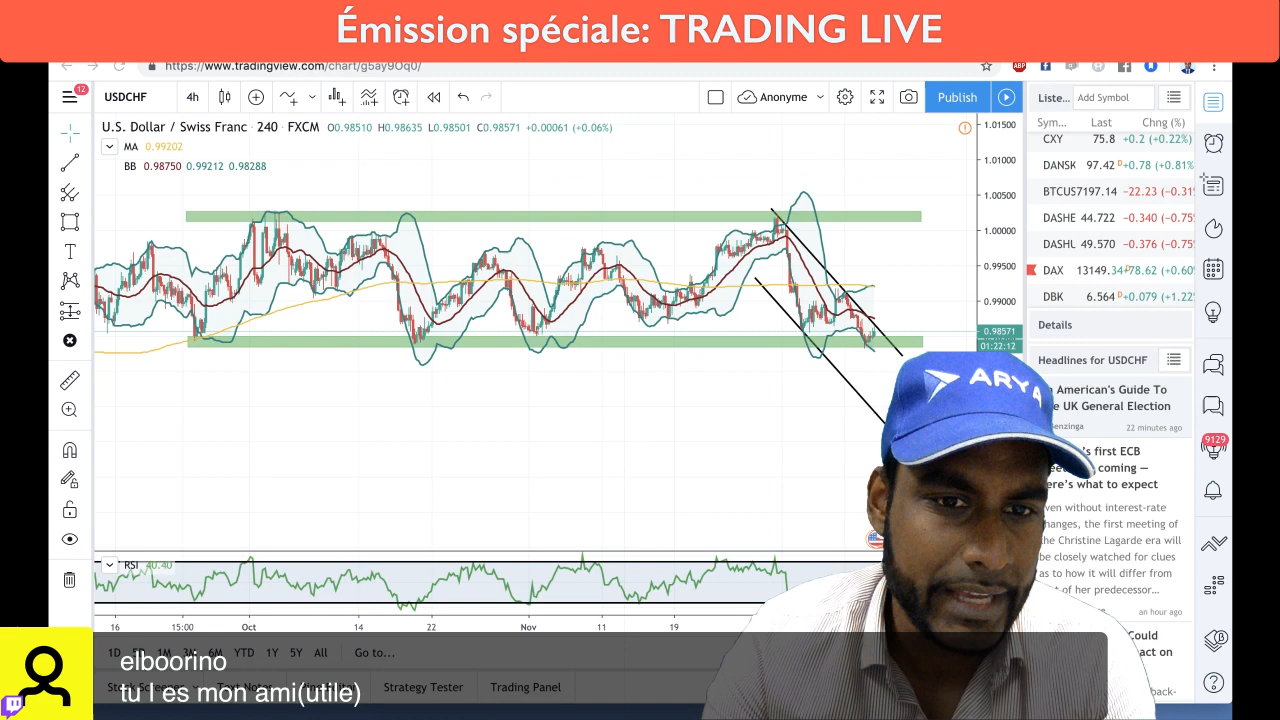 Émission spéciale: TRADING LIVE
https://www.tradingview.com/chart/g5ay9Oq0/
12
USDCHF
4h
Anonyme
Publish
Liste...
Add Symbol
U.S. Dollar / Swiss Franc · 240 · FXCM O0.98510 H0.98635 L0.98501 C0.98571 +0.00061 (+0.06%)
MA 0.99202
BB 0.98750 0.99212 0.98288
1.01500
1.01000
1.00500
1.00000
0.99500
0.99000
0.98571
01:22:12
Sym... Last Chng (%)
CXY 75.8 +0.2 (+0.22%)
DANSK 97.42 D +0.78 (+0.81%
BTCUS 7197.14 −22.23 (−0.31
DASHE 44.722 −0.340 (−0.75
DASHL 49.570 −0.376 (−0.75
DAX 13149.34 +78.62 (+0.60
DBK 6.564 D +0.079 (+1.22
Details
Headlines for USDCHF
American's Guide To
UK General Election
22 minutes ago
first ECB
coming —
what to expect
9129
without interest-rate
the first meeting of
Christine Lagarde era will
be closely watched for clues
as to how it will differ from
of her predecessor...
an hour ago
Could
act on
back-
RSI 40.40
16 15:00 Oct 14 22 Nov 11 19
1D 5D 1M 3M 6M YTD 1Y 5Y All Go to...
Strategy Tester
Trading Panel
elboorino
tu l es mon ami(utile)
ARYA